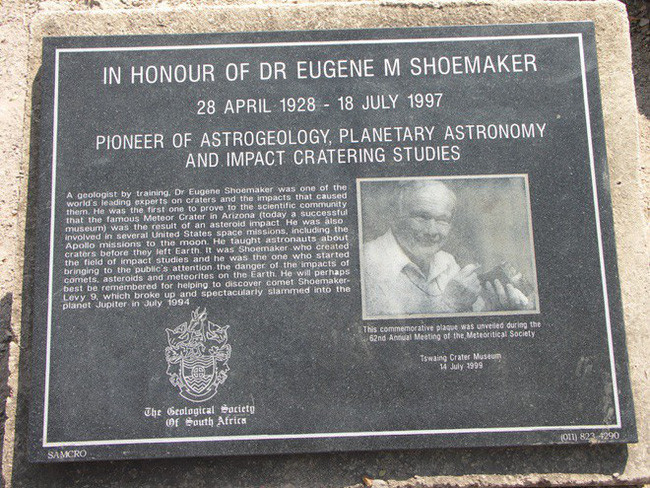 IN HONOUR OF DR EUGENE M SHOEMAKER
28 APRIL 1928 - 18 JULY 1997
PIONEER OF ASTROGEOLOGY, PLANETARY ASTRONOMY
AND IMPACT CRATERING STUDIES
A geologist by training, Dr Eugene Shoemaker was one of the
world's leading experts on craters and the impacts that caused
them. He was the first one to prove to the scientific community
that the famous Meteor Crater in Arizona (today a successful
museum) was the result of an asteroid impact. He was also
involved in several United States space missions, including the
Apollo missions to the moon. He taught astronauts about
craters before they left Earth. It was Shoemaker who created
the field of impact studies and he was the one who started
bringing to the public's attention the danger of the impacts of
comets, asteroids and meteorites on the Earth. He will perhaps
best be remembered for helping to discover comet Shoemaker-
Levy 9, which broke up and spectacularly slammed into the
planet Jupiter in July 1994
This commemorative plaque was unveiled during the
62nd Annual Meeting of the Meteoritical Society
Tswaing Crater Museum
14 July 1999
The Geological Society
Of South Africa
SAMCRO
(011) 822-4290